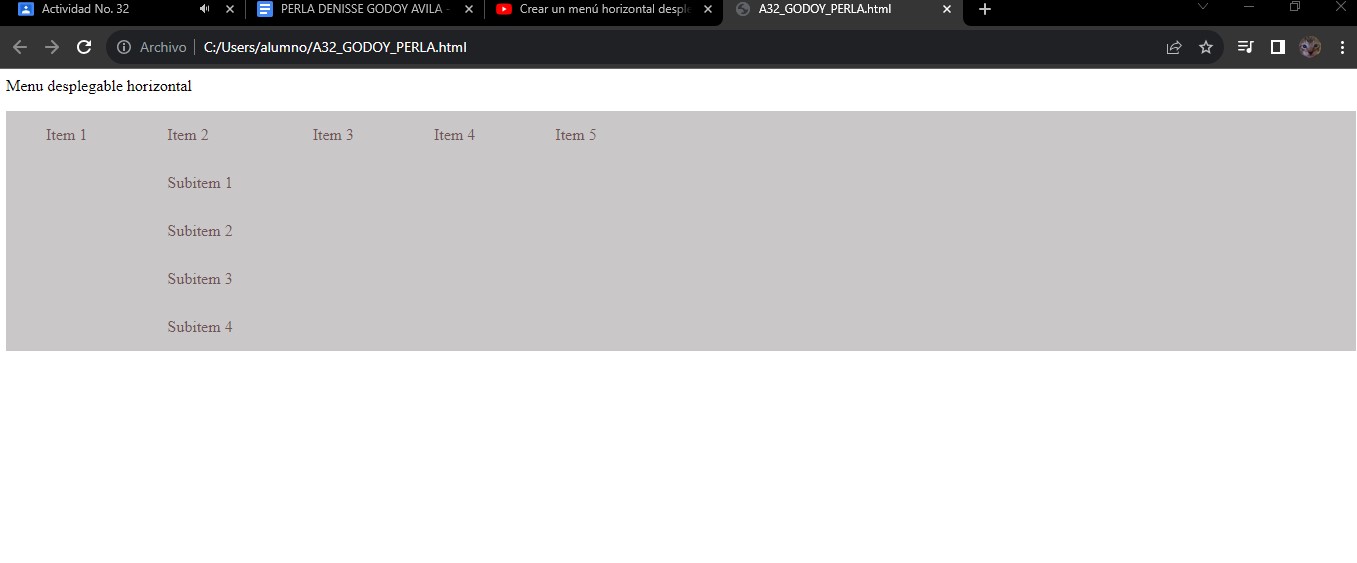 Actividad No. 32
PERLA DENISSE GODOY AVILA -
Crear un menú horizontal desple
A32_GODOY_PERLA.html
Archivo
C:/Users/alumno/A32_GODOY_PERLA.html
Menu desplegable horizontal
Item 1 Item 2 Item 3 Item 4 Item 5
Subitem 1
Subitem 2
Subitem 3
Subitem 4